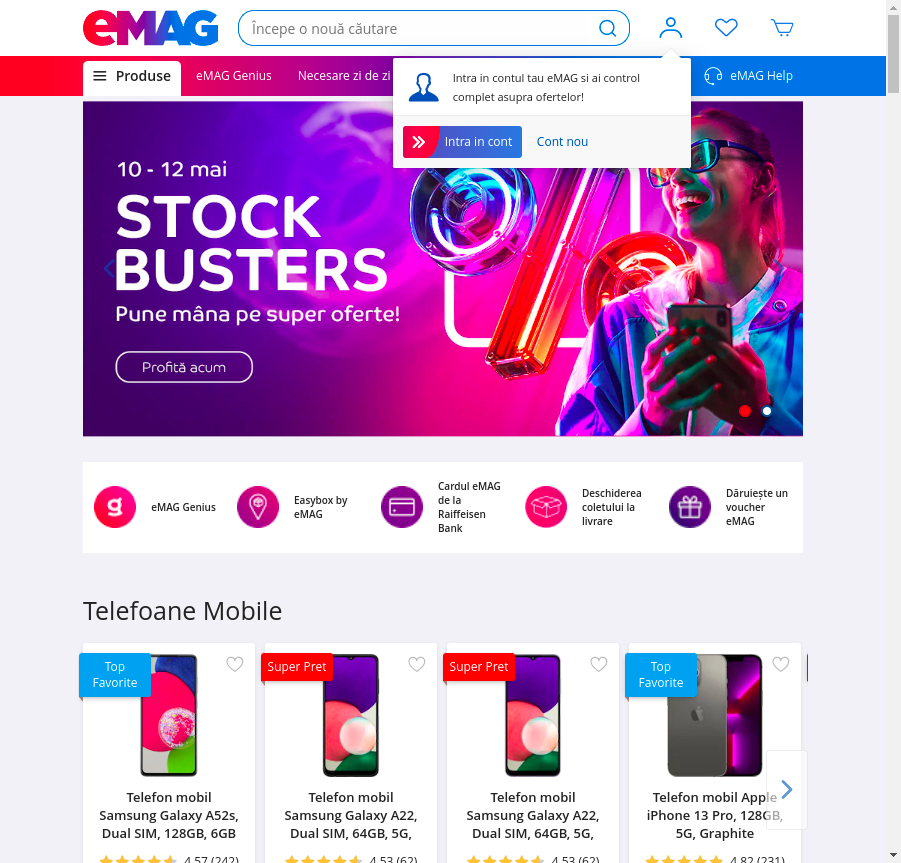 eMAG
Începe o nouă căutare
Produse
eMAG Genius
Necesare zi de zi
eMAG Help
Intra in contul tau eMAG si ai control
complet asupra ofertelor!
Intra in cont
Cont nou
10 - 12 mai
STOCK
BUSTERS
Pune mâna pe super oferte!
Profită acum
eMAG Genius
Easybox by
eMAG
Cardul eMAG
de la
Raiffeisen
Bank
Deschiderea
coletului la
livrare
Dăruiește un
voucher
eMAG
Telefoane Mobile
Top
Favorite
Telefon mobil
Samsung Galaxy A52s,
Dual SIM, 128GB, 6GB
4.57 (242)
Super Pret
Telefon mobil
Samsung Galaxy A22,
Dual SIM, 64GB, 5G,
4.53 (62)
Super Pret
Telefon mobil
Samsung Galaxy A22,
Dual SIM, 64GB, 5G,
4.53 (62)
Top
Favorite
Telefon mobil Apple
iPhone 13 Pro, 128GB,
5G, Graphite
4.82 (231)